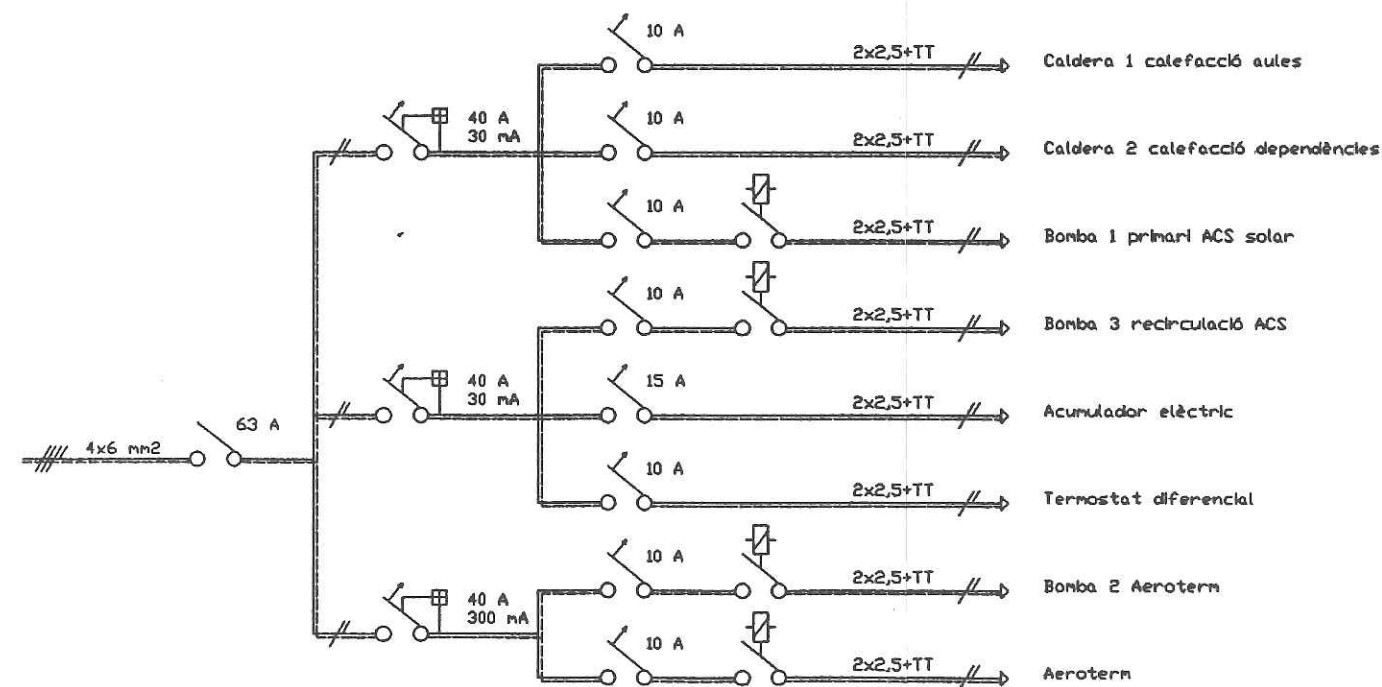 10 A
2x2,5+TT
Caldera 1 calefacció aules
40 A
30 mA
10 A
2x2,5+TT
Caldera 2 calefacció dependències
10 A
2x2,5+TT
Bomba 1 primari ACS solar
10 A
2x2,5+TT
Bomba 3 recirculació ACS
40 A
30 mA
15 A
2x2,5+TT
Acumulador elèctric
63 A
4x6 mm2
10 A
2x2,5+TT
Termostat diferencial
10 A
2x2,5+TT
Bomba 2 Aeroterm
40 A
300 mA
10 A
2x2,5+TT
Aeroterm